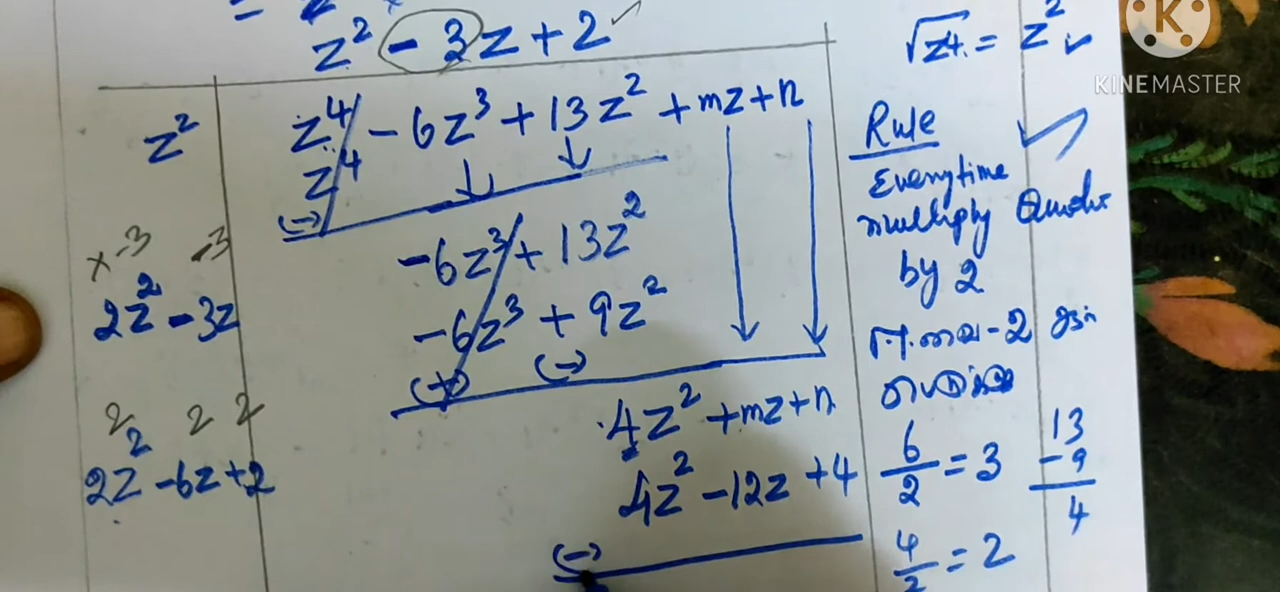 z² - 3z + 2 ✓
z² z⁴ - 6z³ + 13z² + mz + n
z⁴
(-)
-6z³ + 13z²
×-3 -3
2z² - 3z -6z³ + 9z²
(+) (-)
4z² + mz + n
2 2 2
2z² - 6z + 2 4z² - 12z + 4
(-)
√z⁴ = z² ✓
Rule ✓
Everytime
multiply
by 2
6/2 = 3
13
-9
4
4/2 = 2
K
KINEMASTER